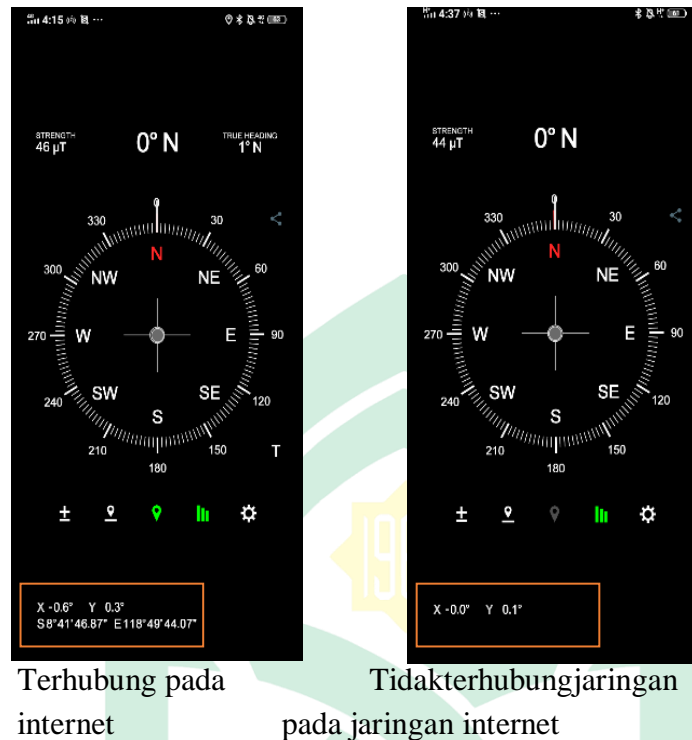 4:15
STRENGTH
46 µT
0° N
TRUE HEADING
1° N
0
330 30
N
300 NW NE 60
270 W E 90
240 SW SE 120
S
210 150
180
T
X -0.6° Y 0.3°
S 8°41'46.87" E 118°49'44.07"
4:37
STRENGTH
44 µT
0° N
0
330 30
N
300 NW NE 60
270 W E 90
240 SW SE 120
S
210 150
180
X -0.0° Y 0.1°
Terhubung pada
internet
Tidakterhubungjaringan
pada jaringan internet